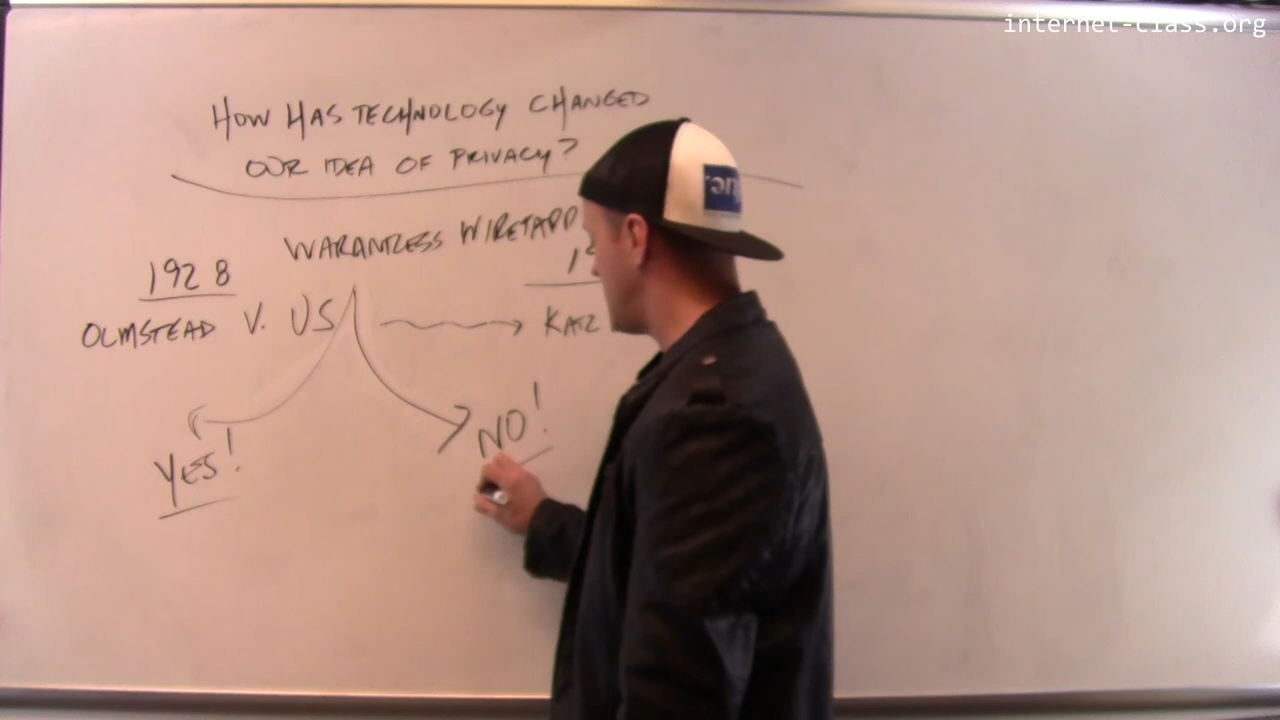 internet-class.org
HOW HAS TECHNOLOGY CHANGED
OUR IDEA OF PRIVACY?
WARANTLESS WIRETAPP
1928
OLMSTEAD V. US
KATZ
YES!
NO!